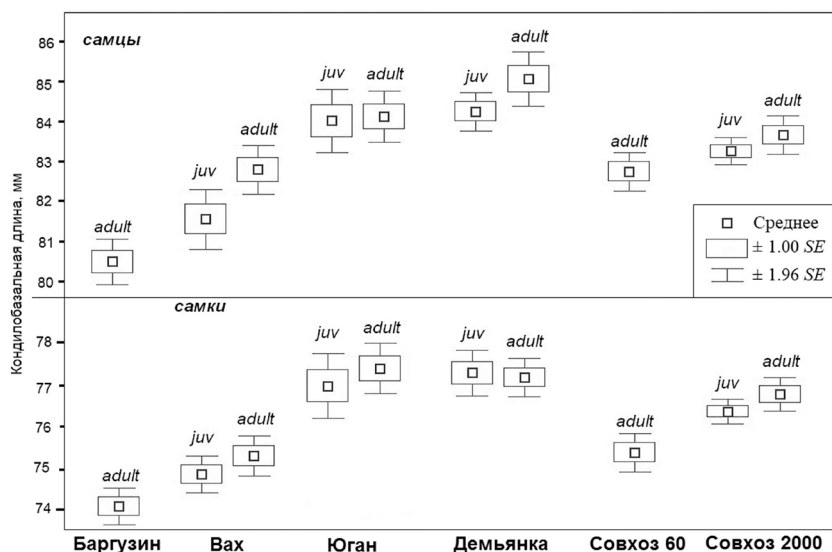 Кондилобазальная длина, мм
86
85
84
83
82
81
80
78
77
76
75
74
самцы
adult
juv
adult
juv
adult
juv
adult
adult
juv
adult
Среднее
± 1.00 SE
± 1.96 SE
самки
adult
juv
adult
juv
adult
juv
adult
adult
juv
adult
Баргузин Вах Юган Демьянка Совхоз 60 Совхоз 2000